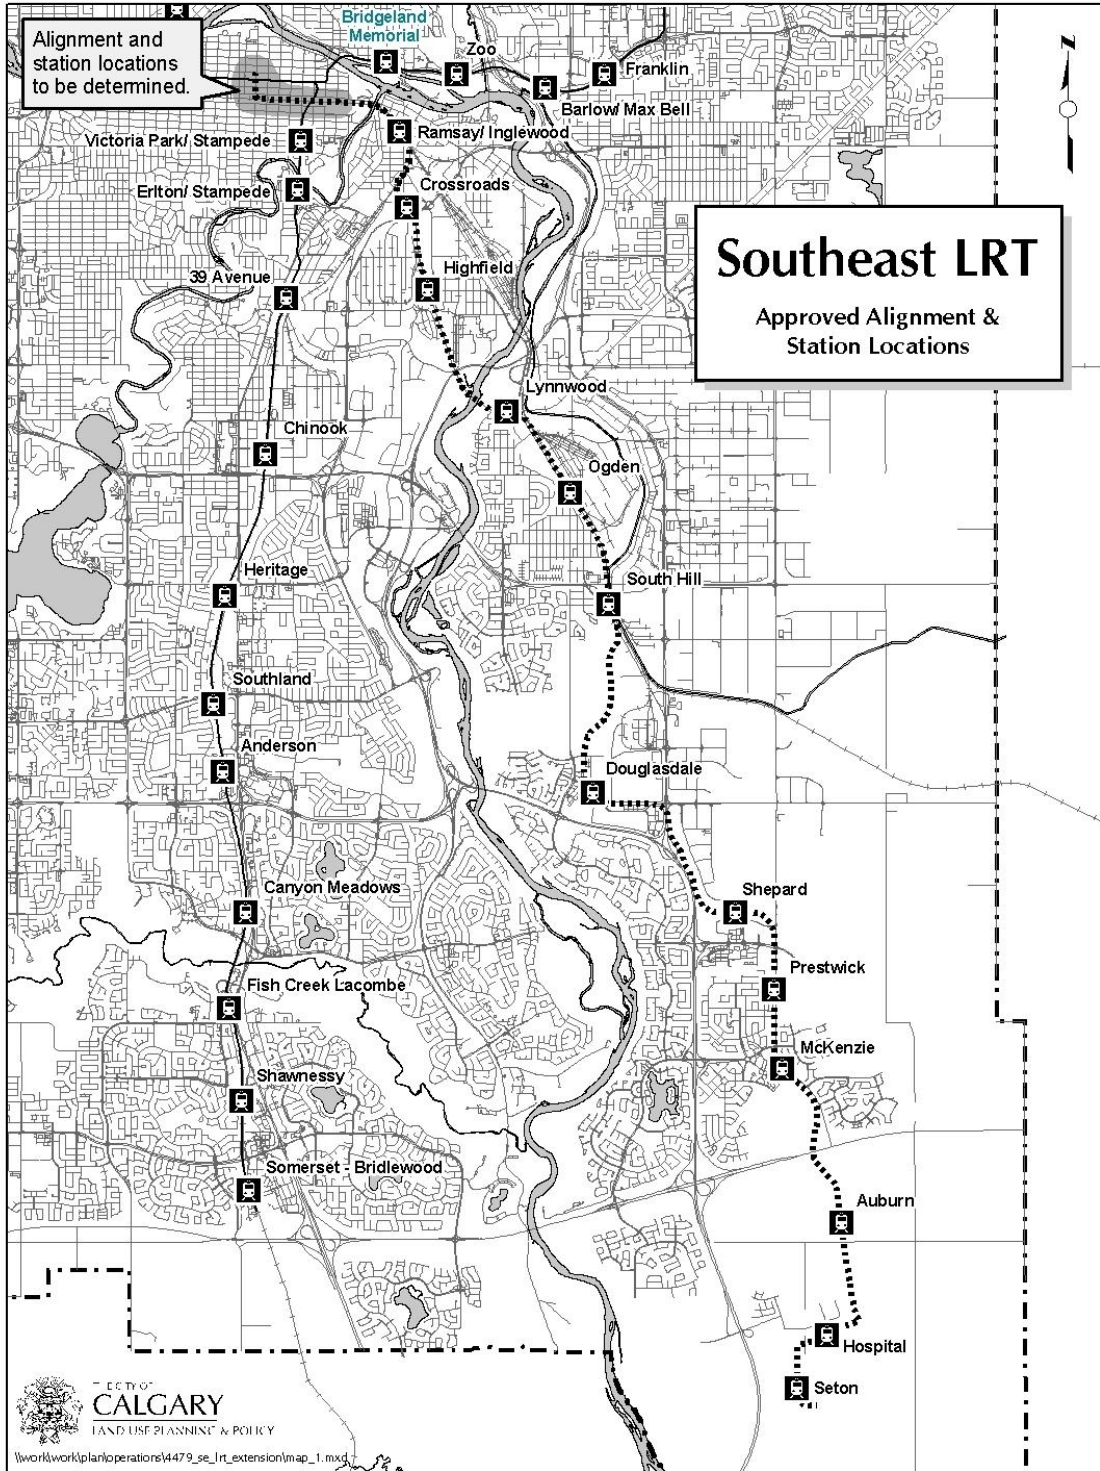 Alignment and
station locations
to be determined.
Bridgeland
Memorial
Zoo
Franklin
Barlow/ Max Bell
Victoria Park/ Stampede
Ramsay/ Inglewood
Erlton/ Stampede
Crossroads
39 Avenue
Highfield
Southeast LRT
Approved Alignment &
Station Locations
Lynnwood
Chinook
Ogden
Heritage
South Hill
Southland
Anderson
Douglasdale
Canyon Meadows
Shepard
Fish Creek Lacombe
Prestwick
McKenzie
Shawnessy
Somerset - Bridlewood
Auburn
Hospital
Seton
THE CITY OF
CALGARY
LAND USE PLANNING & POLICY
\\work\work\plan\operations\4479_se_lrt_extension\map_1.mxd
N